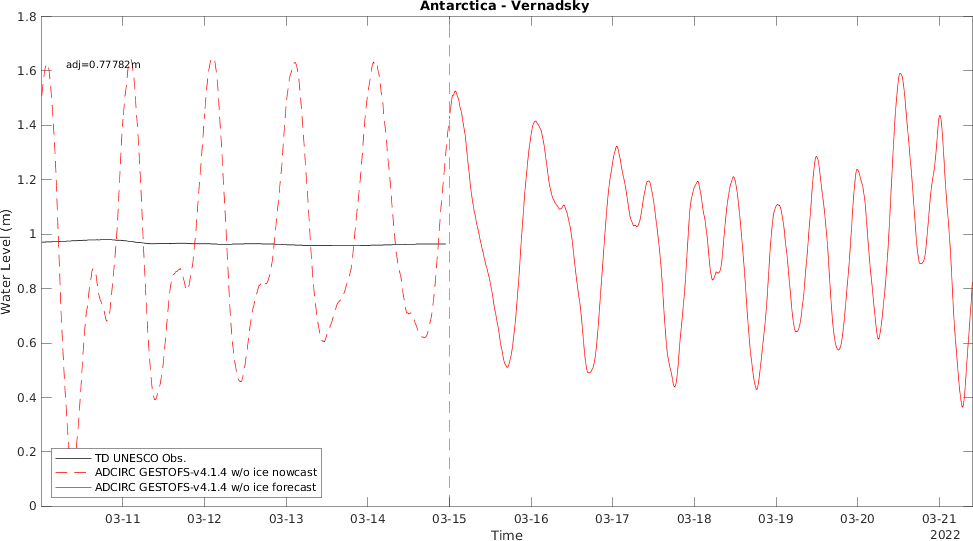 Antarctica - Vernadsky
1.8
1.6
1.4
1.2
1
0.8
0.6
0.4
0.2
0
Water Level (m)
adj=0.77782m
TD UNESCO Obs.
ADCIRC GESTOFS-v4.1.4 w/o ice nowcast
ADCIRC GESTOFS-v4.1.4 w/o ice forecast
03-11 03-12 03-13 03-14 03-15 03-16 03-17 03-18 03-19 03-20 03-21
Time
2022